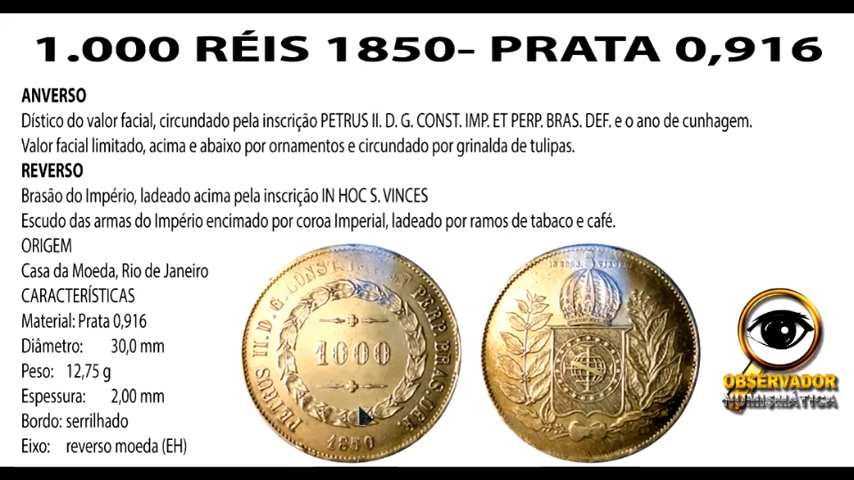 1.000 RÉIS 1850- PRATA 0,916
ANVERSO
Dístico do valor facial, circundado pela inscrição PETRUS II. D. G. CONST. IMP. ET PERP. BRAS. DEF. e o ano de cunhagem.
Valor facial limitado, acima e abaixo por ornamentos e circundado por grinalda de tulipas.
REVERSO
Brasão do Império, ladeado acima pela inscrição IN HOC S. VINCES
Escudo das armas do Império encimado por coroa Imperial, ladeado por ramos de tabaco e café.
ORIGEM
Casa da Moeda, Rio de Janeiro
CARACTERÍSTICAS
Material: Prata 0,916
Diâmetro: 30,0 mm
Peso: 12,75 g
Espessura: 2,00 mm
Bordo: serrilhado
Eixo: reverso moeda (EH)
PETRUS II. D. G. CONST. ET PERP. BRAS. DEF.
1000
1850
OBSERVADOR
NUMISMÁTICA